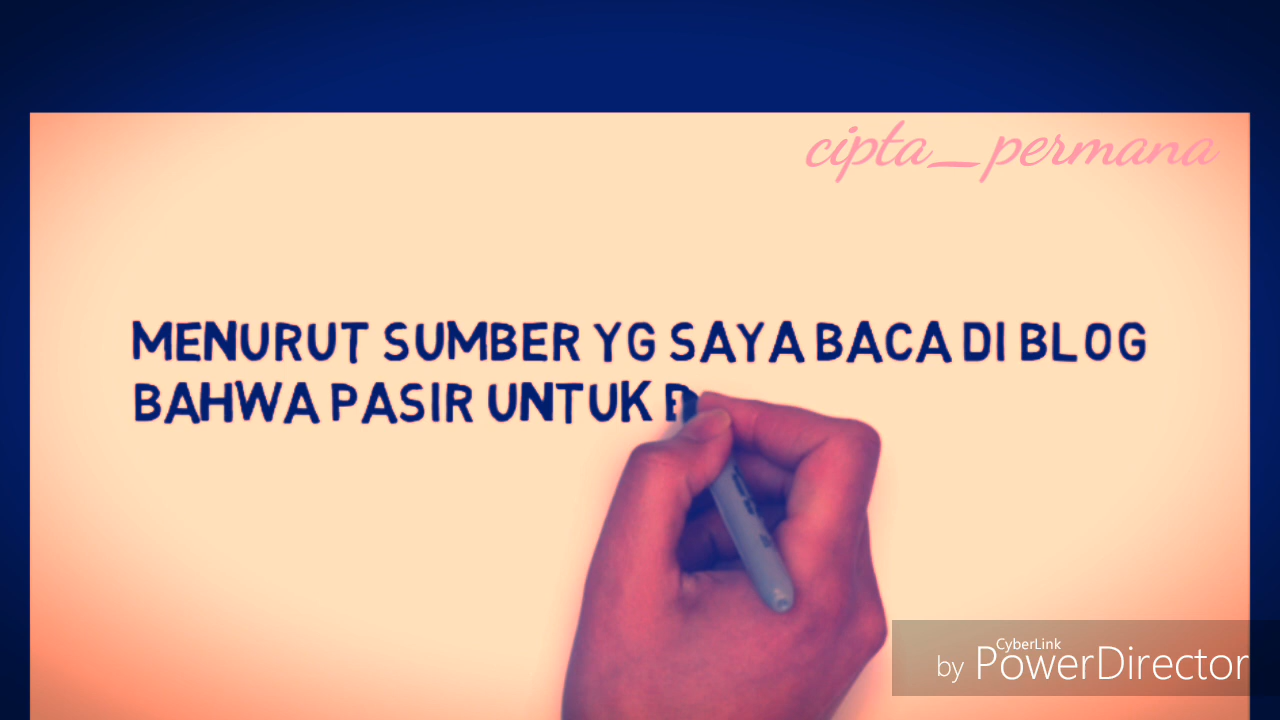 cipta_permana
MENURUT SUMBER YG SAYA BACA DI BLOG
BAHWA PASIR UNTUK
CyberLink
by PowerDirector